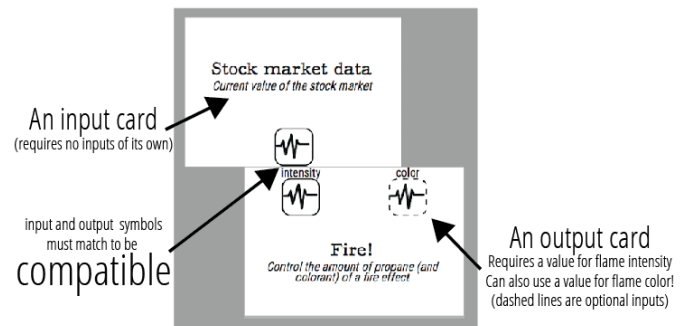 Stock market data
Current value of the stock market
An input card
(requires no inputs of its own)
intensity
color
input and output symbols
must match to be
compatible
Fire!
Control the amount of propane (and
colorant) of a fire effect
An output card
Requires a value for flame intensity
Can also use a value for flame color!
(dashed lines are optional inputs)